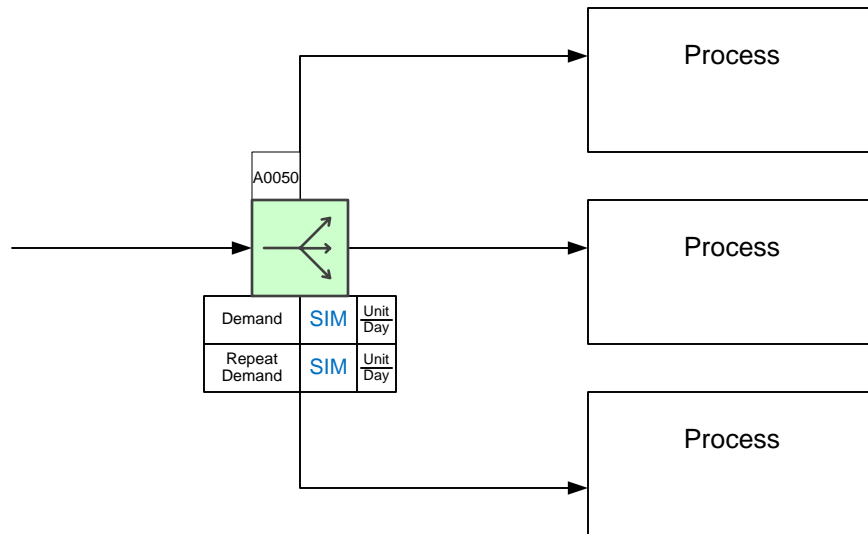 Process
A0050
Process
Demand SIM Unit
Day
Repeat
Demand SIM Unit
Day
Process